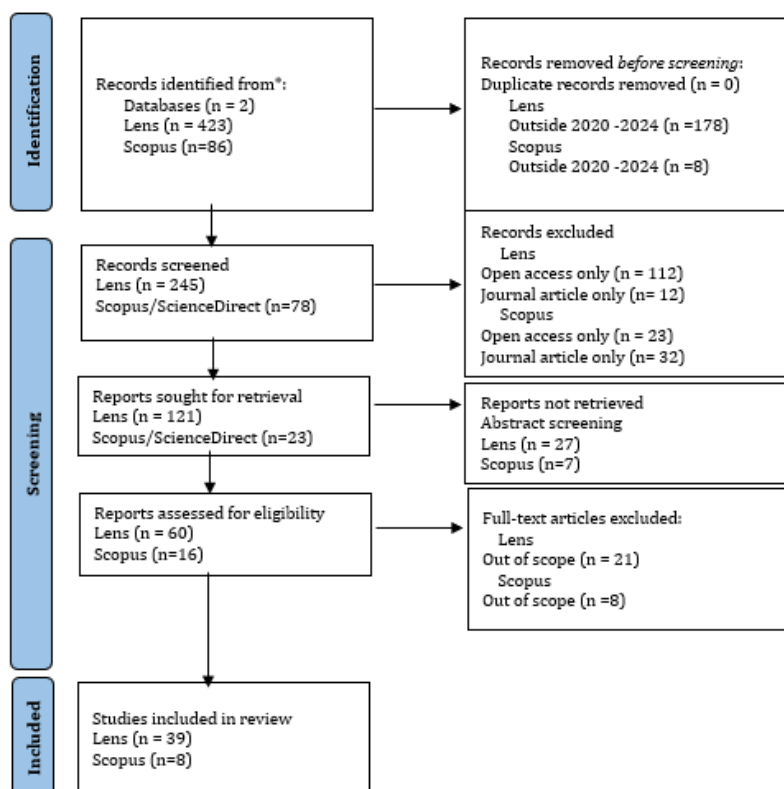 Identification
Records identified from*:
Databases (n = 2)
Lens (n = 423)
Scopus (n=86)
Records removed before screening:
Duplicate records removed (n = 0)
Lens
Outside 2020 -2024 (n =178)
Scopus
Outside 2020 -2024 (n =8)
Screening
Records screened
Lens (n = 245)
Scopus/ScienceDirect (n=78)
Records excluded
Lens
Open access only (n = 112)
Journal article only (n= 12)
Scopus
Open access only (n = 23)
Journal article only (n = 32)
Reports sought for retrieval
Lens (n = 121)
Scopus/ScienceDirect (n=23)
Reports not retrieved
Abstract screening
Lens (n = 27)
Scopus (n=7)
Reports assessed for eligibility
Lens (n = 60)
Scopus (n=16)
Full-text articles excluded:
Lens
Out of scope (n = 21)
Scopus
Out of scope (n =8)
Included
Studies included in review
Lens (n = 39)
Scopus (n=8)